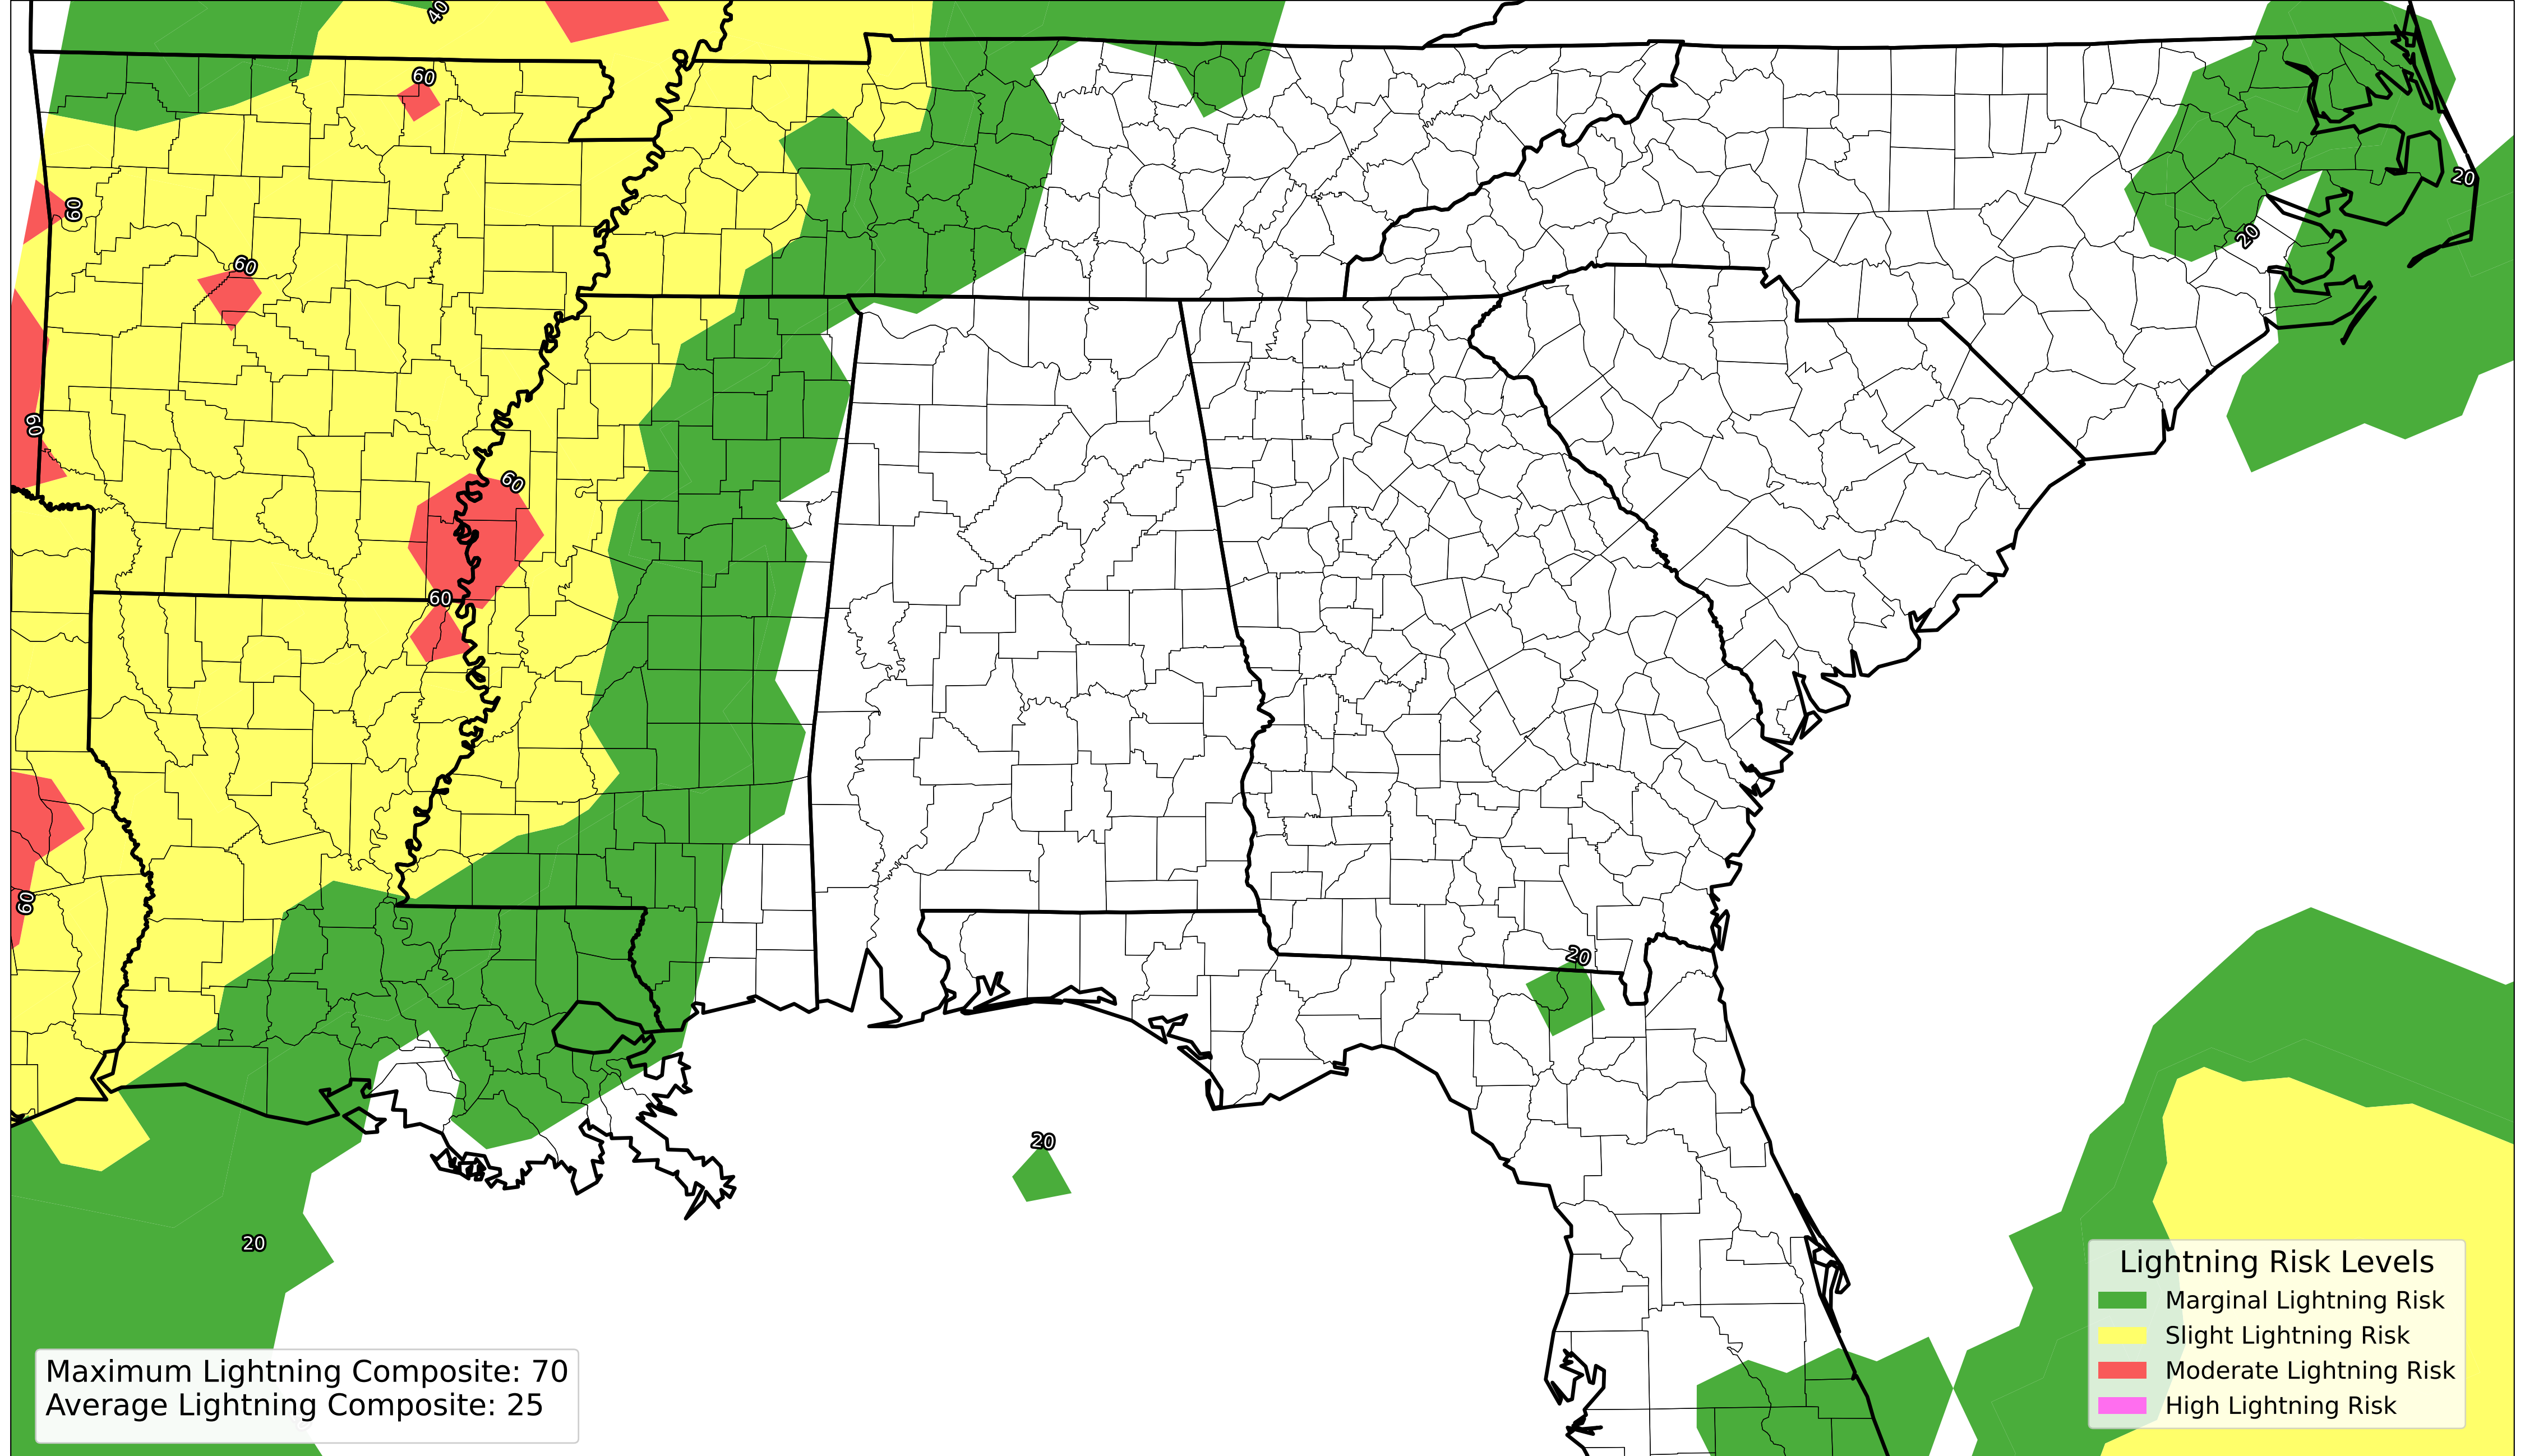 40
60
60
20
20
60
60
60
60
60
20
20
20
Lightning Risk Levels
Marginal Lightning Risk
Slight Lightning Risk
Moderate Lightning Risk
High Lightning Risk
Maximum Lightning Composite: 70
Average Lightning Composite: 25